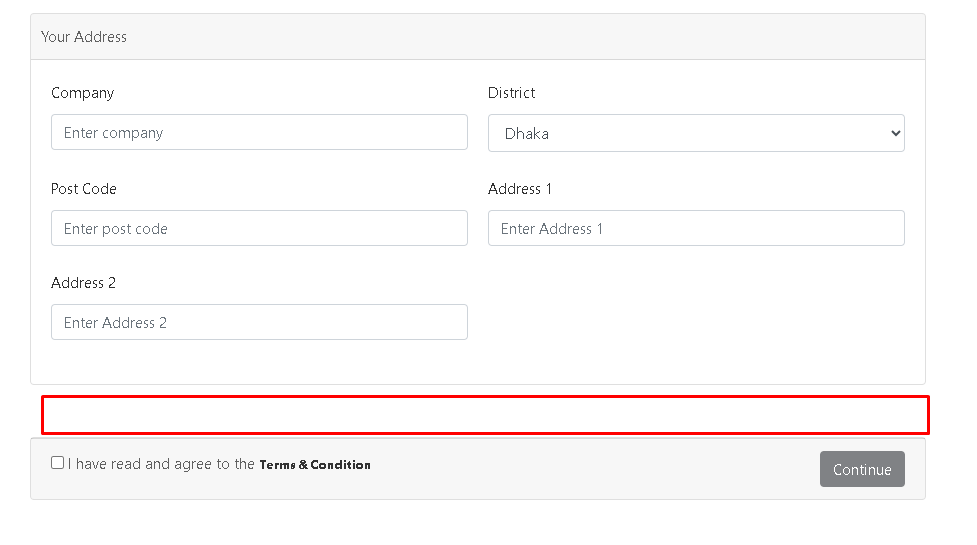 Your Address
Company
District
Enter company
Dhaka
Post Code
Address 1
Enter post code
Enter Address 1
Address 2
Enter Address 2
I have read and agree to the Terms & Condition
Continue